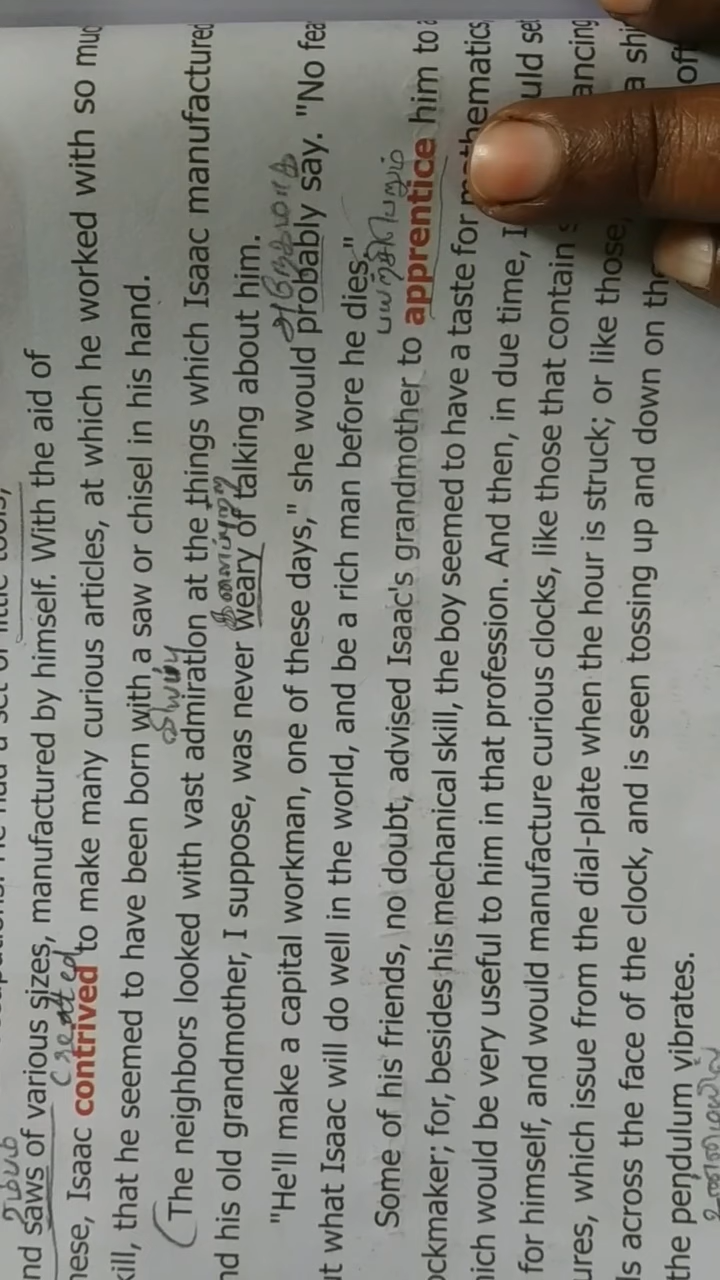 nd saws of various sizes, manufactured by himself. With the aid of
created
Isaac contrived to make many curious articles, at which he worked with so
that he seemed to have been born with a saw or chisel in his hand.
வியப்பு
(The neighbors looked with vast admiration at the things which Isaac manufactured
his old grandmother, I suppose, was never weary of talking about him.
"He'll make a capital workman, one of these days," she would probably say. "No
what Isaac will do well in the world, and be a rich man before he dies."
Some of his friends, no doubt, advised Isaac's grandmother to apprentice him to
ockmaker; for, besides his mechanical skill, the boy seemed to have a taste for
hich would be very useful to him in that profession. And then, in due time, I
for himself, and would manufacture curious clocks, like those that contain
ures, which issue from the dial-plate when the hour is struck; or like those,
s across the face of the clock, and is seen tossing up and down on
the pendulum vibrates.